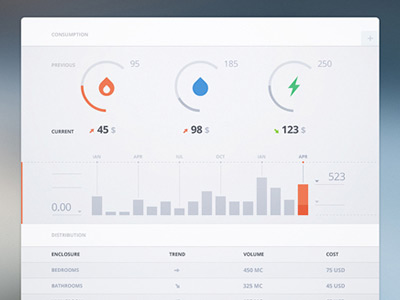 CONSUMPTION
+
PREVIOUS 95 185 250
CURRENT 45 $ 98 $ 123 $
JAN APR JUL OCT JAN APR
523
0.00
DISTRIBUTION
ENCLOSURE TREND VOLUME COST
BEDROOMS 450 MC 75 USD
BATHROOMS 325 MC 45 USD